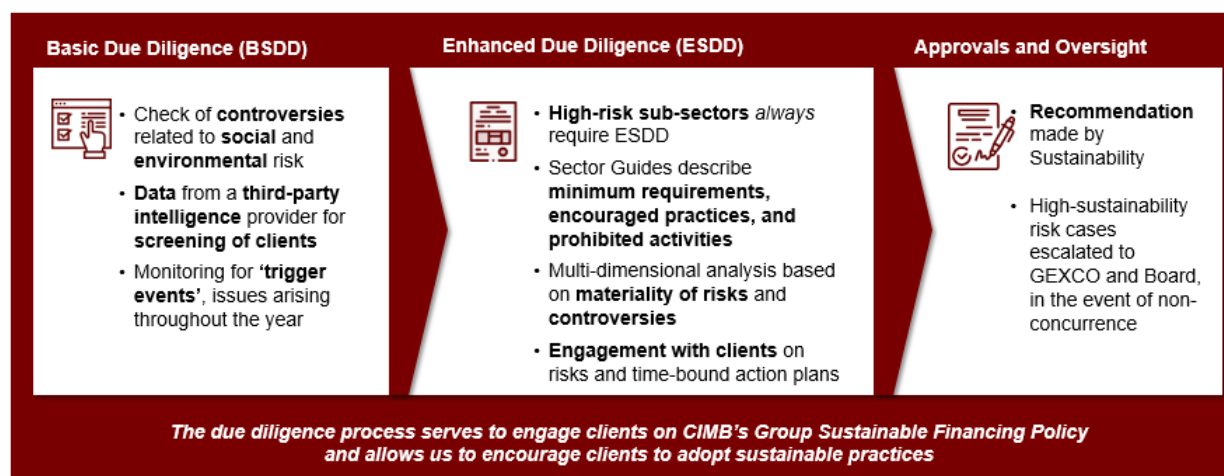 Basic Due Diligence (BSDD)
• Check of controversies
related to social and
environmental risk
• Data from a third-party
intelligence provider for
screening of clients
• Monitoring for ‘trigger
events’, issues arising
throughout the year
Enhanced Due Diligence (ESDD)
• High-risk sub-sectors always
require ESDD
• Sector Guides describe
minimum requirements,
encouraged practices, and
prohibited activities
• Multi-dimensional analysis based
on materiality of risks and
controversies
• Engagement with clients on
risks and time-bound action plans
Approvals and Oversight
• Recommendation
made by
Sustainability
• High-sustainability
risk cases
escalated to
GEXCO and Board,
in the event of non-
concurrence
The due diligence process serves to engage clients on CIMB’s Group Sustainable Financing Policy
and allows us to encourage clients to adopt sustainable practices